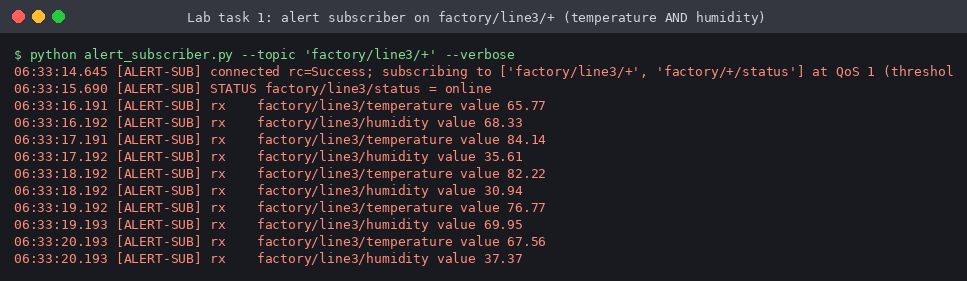 Lab task 1: alert subscriber on factory/line3/+ (temperature AND humidity)
$ python alert_subscriber.py --topic 'factory/line3/+' --verbose
06:33:14.645 [ALERT-SUB] connected rc=Success; subscribing to ['factory/line3/+', 'factory/+/status'] at QoS 1 (threshol
06:33:15.690 [ALERT-SUB] STATUS factory/line3/status = online
06:33:16.191 [ALERT-SUB] rx    factory/line3/temperature value 65.77
06:33:16.192 [ALERT-SUB] rx    factory/line3/humidity value 68.33
06:33:17.191 [ALERT-SUB] rx    factory/line3/temperature value 84.14
06:33:17.192 [ALERT-SUB] rx    factory/line3/humidity value 35.61
06:33:18.192 [ALERT-SUB] rx    factory/line3/temperature value 82.22
06:33:18.192 [ALERT-SUB] rx    factory/line3/humidity value 30.94
06:33:19.192 [ALERT-SUB] rx    factory/line3/temperature value 76.77
06:33:19.193 [ALERT-SUB] rx    factory/line3/humidity value 69.95
06:33:20.193 [ALERT-SUB] rx    factory/line3/temperature value 67.56
06:33:20.193 [ALERT-SUB] rx    factory/line3/humidity value 37.37